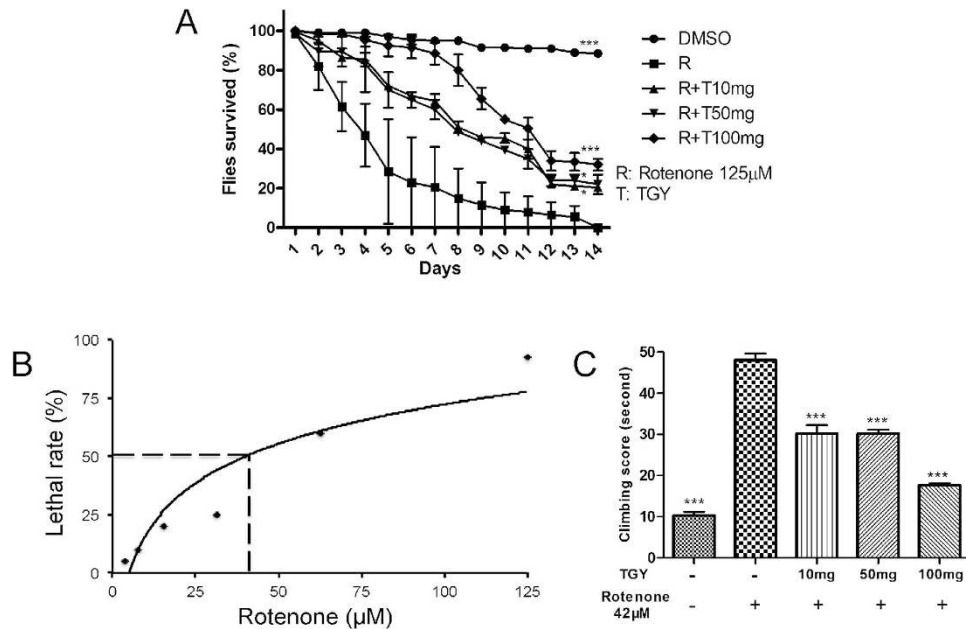 A
Flies survived (%)
100
80
60
40
20
0
1 2 3 4 5 6 7 8 9 10 11 12 13 14
Days
***
***
*
*
DMSO
R
R+T10mg
R+T50mg
R+T100mg
R: Rotenone 125µM
T: TGY
B
Lethal rate (%)
100
75
50
25
0
0 25 50 75 100 125
Rotenone (µM)
C
Climbing score (second)
50
40
30
20
10
0
*** *** *** ***
TGY - - 10mg 50mg 100mg
Rotenone - + + + +
42µM